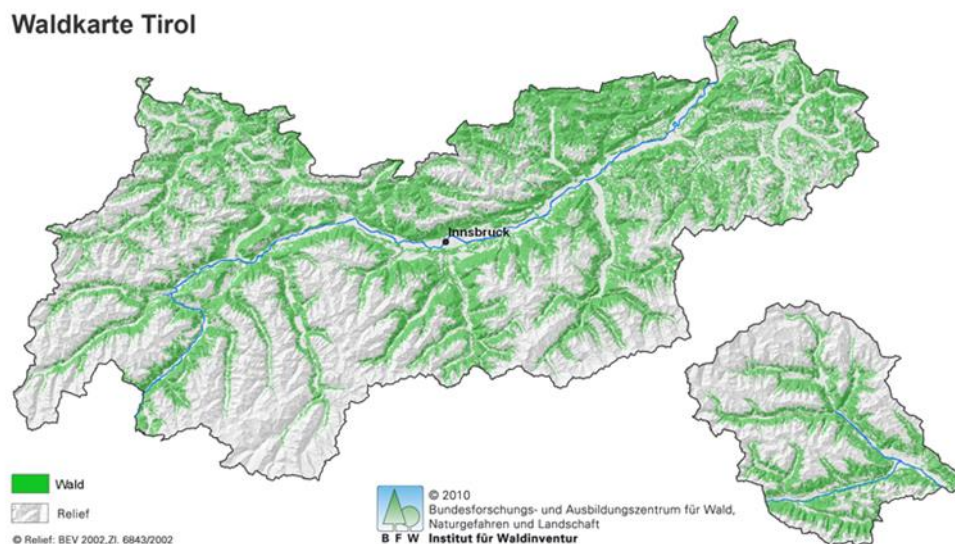 Waldkarte Tirol
Innsbruck
Wald
Relief
© Relief: BEV 2002,Zl. 6843/2002
© 2010
Bundesforschungs- und Ausbildungszentrum für Wald,
Naturgefahren und Landschaft
B F W Institut für Waldinventur